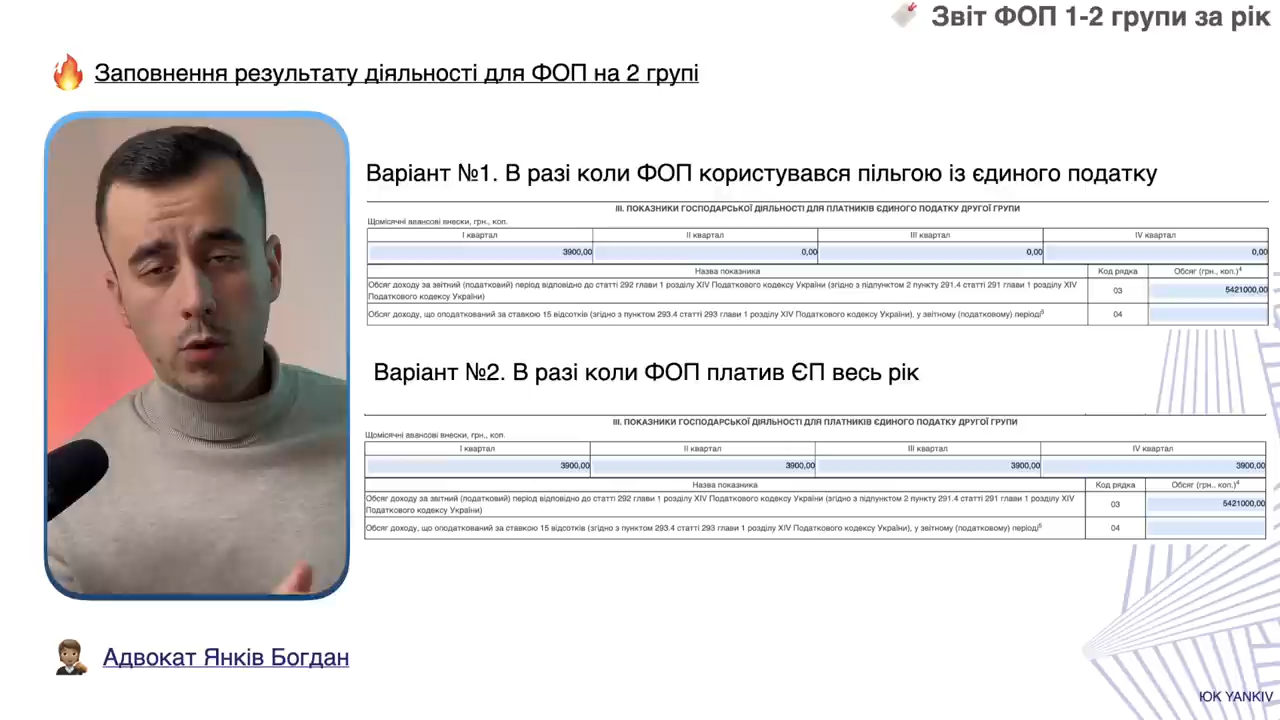 Звіт ФОП 1-2 групи за рік
Заповнення результату діяльності для ФОП на 2 групі
Варіант №1. В разі коли ФОП користувався пільгою із єдиного податку
III. ПОКАЗНИКИ ГОСПОДАРСЬКОЇ ДІЯЛЬНОСТІ ДЛЯ ПЛАТНИКІВ ЄДИНОГО ПОДАТКУ ДРУГОЇ ГРУПИ
Щомісячні авансові внески, грн., коп.
I квартал II квартал III квартал IV квартал
3900,00 0,00 0,00 0,00
Назва показника Код рядка Обсяг (грн., коп.)4
Обсяг доходу за звітний (податковий) період відповідно до статті 292 глави 1 розділу XIV Податкового кодексу України (згідно з підпунктом 2 пункту 291.4 статті 291 глави 1 розділу XIV
Податкового кодексу України) 03 5421000,00
Обсяг доходу, що оподаткований за ставкою 15 відсотків (згідно з пунктом 293.4 статті 293 глави 1 розділу XIV Податкового кодексу України), у звітному (податковому) періоді5 04
Варіант №2. В разі коли ФОП платив ЄП весь рік
III. ПОКАЗНИКИ ГОСПОДАРСЬКОЇ ДІЯЛЬНОСТІ ДЛЯ ПЛАТНИКІВ ЄДИНОГО ПОДАТКУ ДРУГОЇ ГРУПИ
Щомісячні авансові внески, грн., коп.
I квартал II квартал III квартал IV квартал
3900,00 3900,00 3900,00 3900,00
Назва показника Код рядка Обсяг (грн., коп.)4
Обсяг доходу за звітний (податковий) період відповідно до статті 292 глави 1 розділу XIV Податкового кодексу України (згідно з підпунктом 2 пункту 291.4 статті 291 глави 1 розділу XIV
Податкового кодексу України) 03 5421000,00
Обсяг доходу, що оподаткований за ставкою 15 відсотків (згідно з пунктом 293.4 статті 293 глави 1 розділу XIV Податкового кодексу України), у звітному (податковому) періоді5 04
Адвокат Янків Богдан
ЮК YANKIV